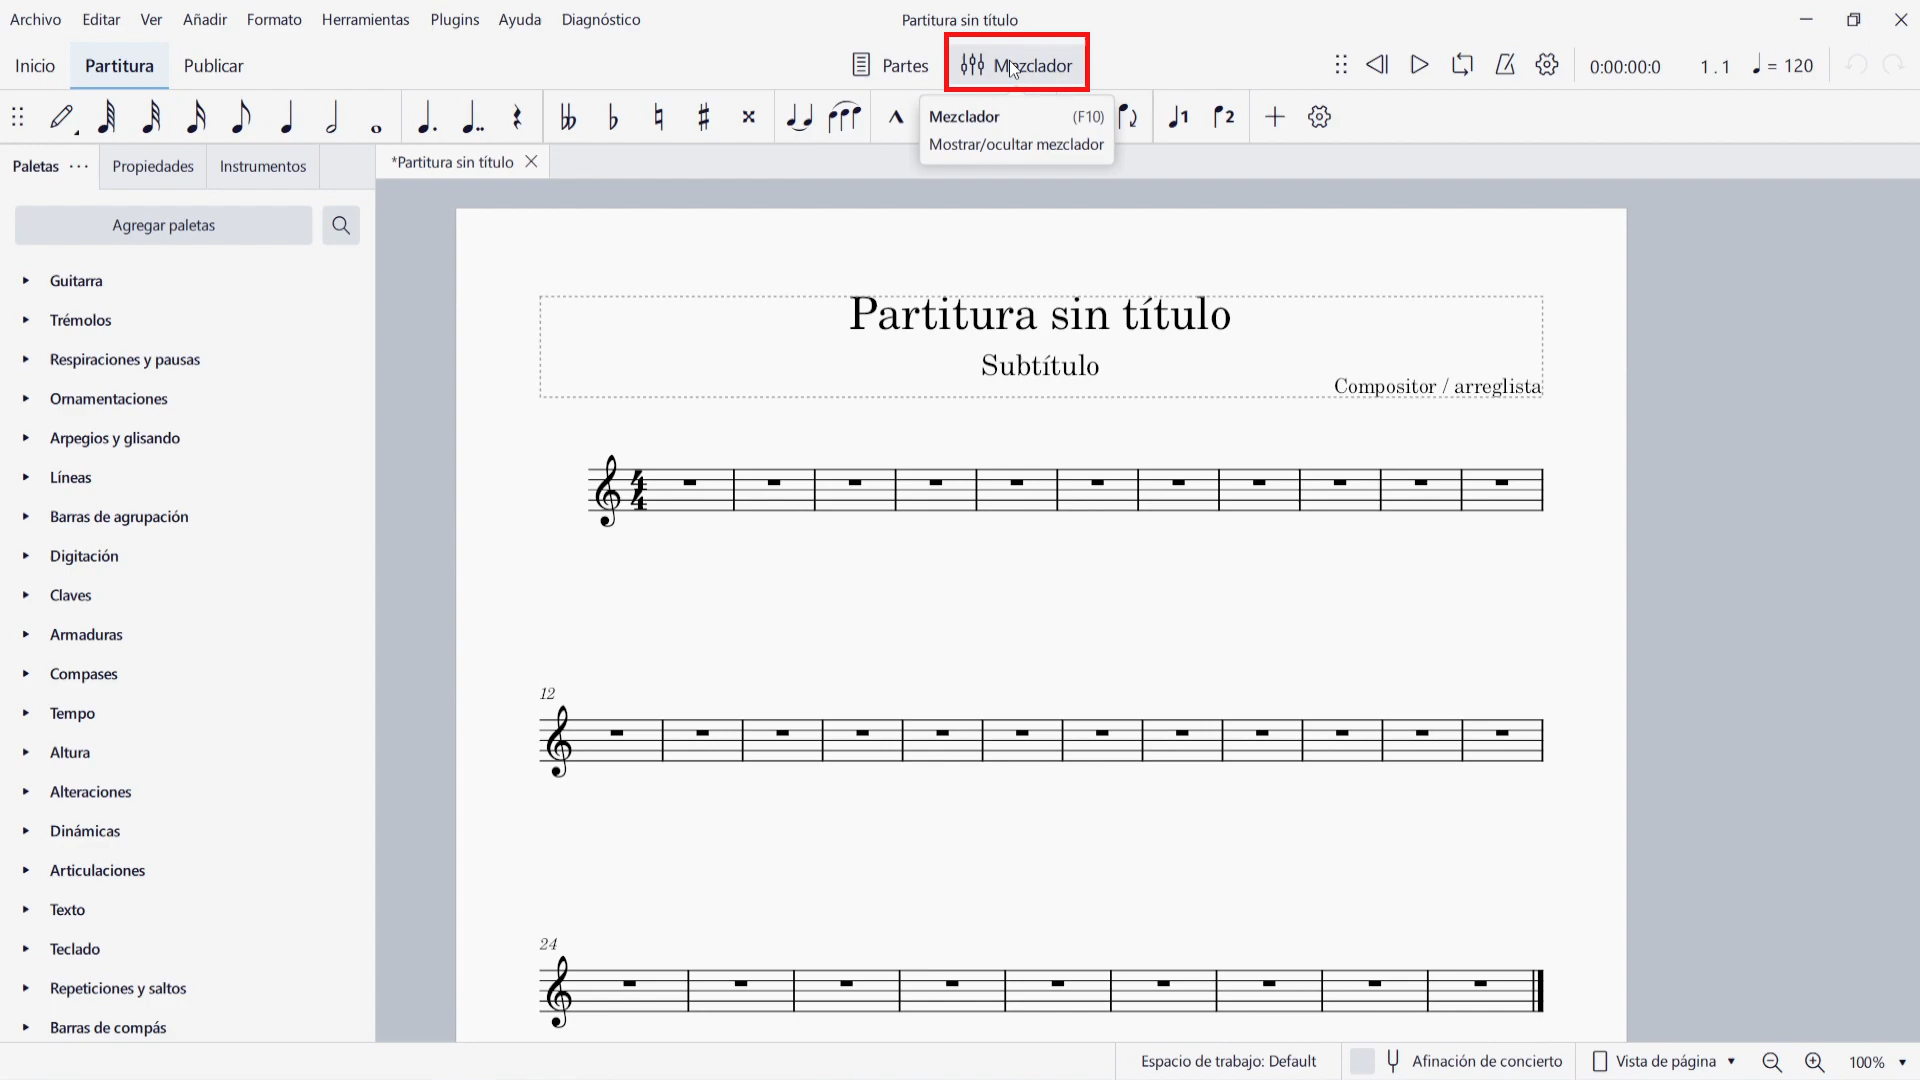 Archivo Editar Ver Añadir Formato Herramientas Plugins Ayuda Diagnóstico
Partitura sin título
Inicio Partitura Publicar
Partes Mezclador
0:00:00:0 1 . 1 = 120
1 2
Mezclador (F10)
Mostrar/ocultar mezclador
Paletas ··· Propiedades Instrumentos
*Partitura sin título
Agregar paletas
Guitarra
Trémolos
Respiraciones y pausas
Ornamentaciones
Arpegios y glisando
Líneas
Barras de agrupación
Digitación
Claves
Armaduras
Compases
Tempo
Altura
Alteraciones
Dinámicas
Articulaciones
Texto
Teclado
Repeticiones y saltos
Barras de compás
Partitura sin título
Subtítulo
Compositor / arreglista
4
4
12
24
Espacio de trabajo: Default Afinación de concierto Vista de página 100%